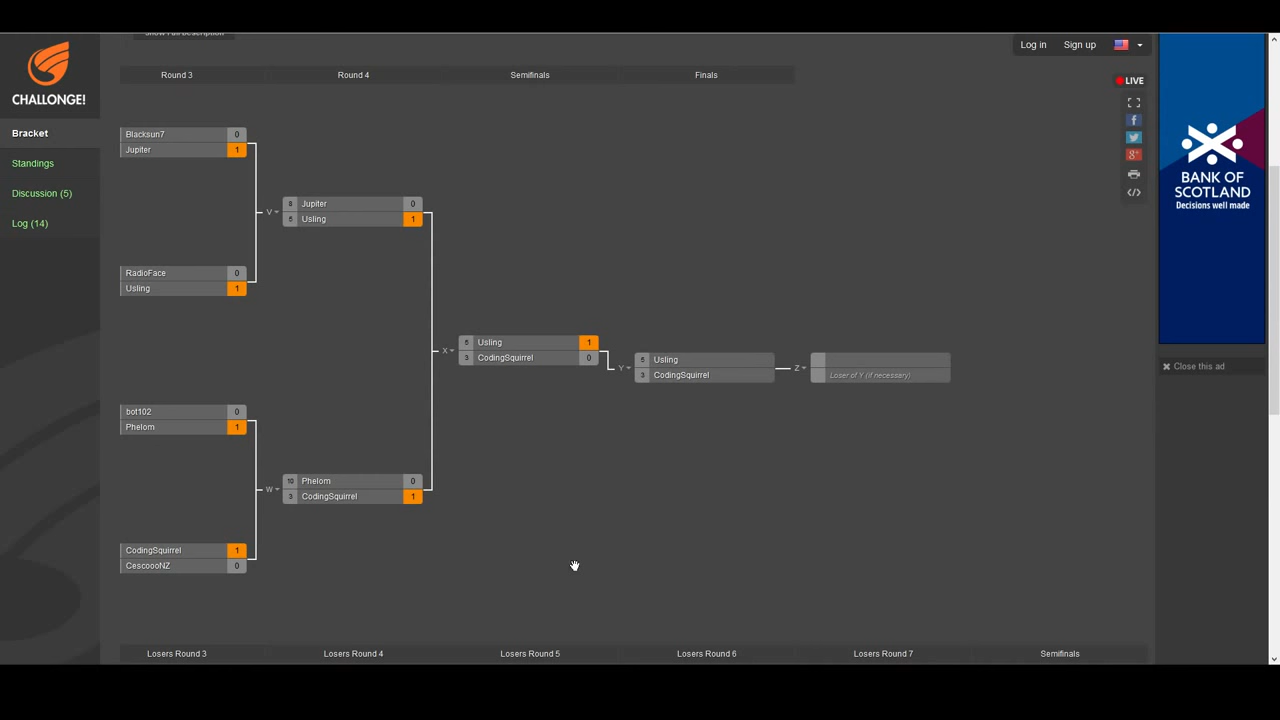 Show Full Description
Log in
Sign up
CHALLONGE!
Round 3
Round 4
Semifinals
Finals
LIVE
Bracket
Standings
Discussion (5)
Log (14)
Blacksun7 0
Jupiter 1
V
8 Jupiter 0
5 Usling 1
RadioFace 0
Usling 1
X
5 Usling 1
3 CodingSquirrel 0
Y
5 Usling
3 CodingSquirrel
Z
Loser of Y (if necessary)
bot102 0
Phelom 1
W
10 Phelom 0
3 CodingSquirrel 1
CodingSquirrel 1
CescoooNZ 0
Losers Round 3
Losers Round 4
Losers Round 5
Losers Round 6
Losers Round 7
Semifinals
BANK OF
SCOTLAND
Decisions well made
Close this ad